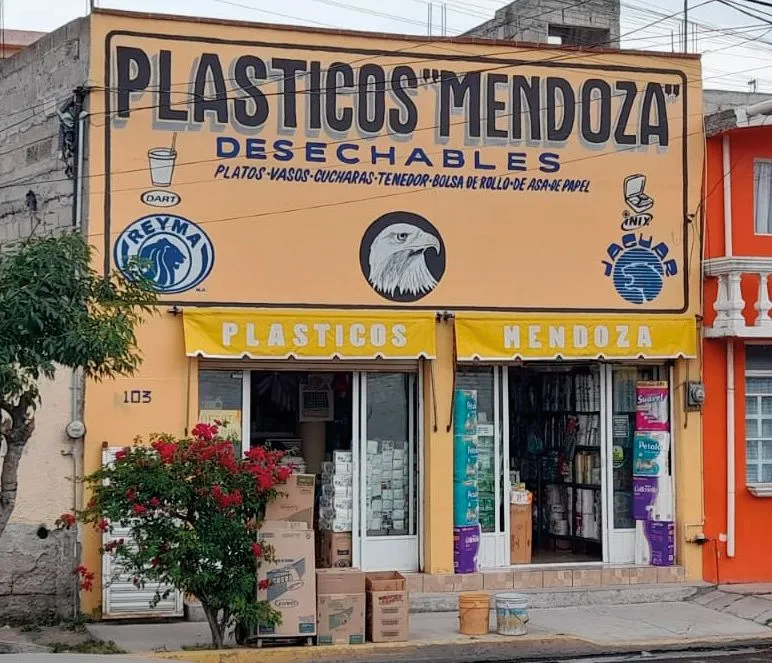 PLASTICOS "MENDOZA"
DESECHABLES
PLATOS·VASOS·CUCHARAS·TENEDOR·BOLSA DE ROLLO·DE ASA·DE PAPEL
DART
REYMA
INIX
JAGUAR
PLASTICOS MENDOZA
103
Suavel
Petalo